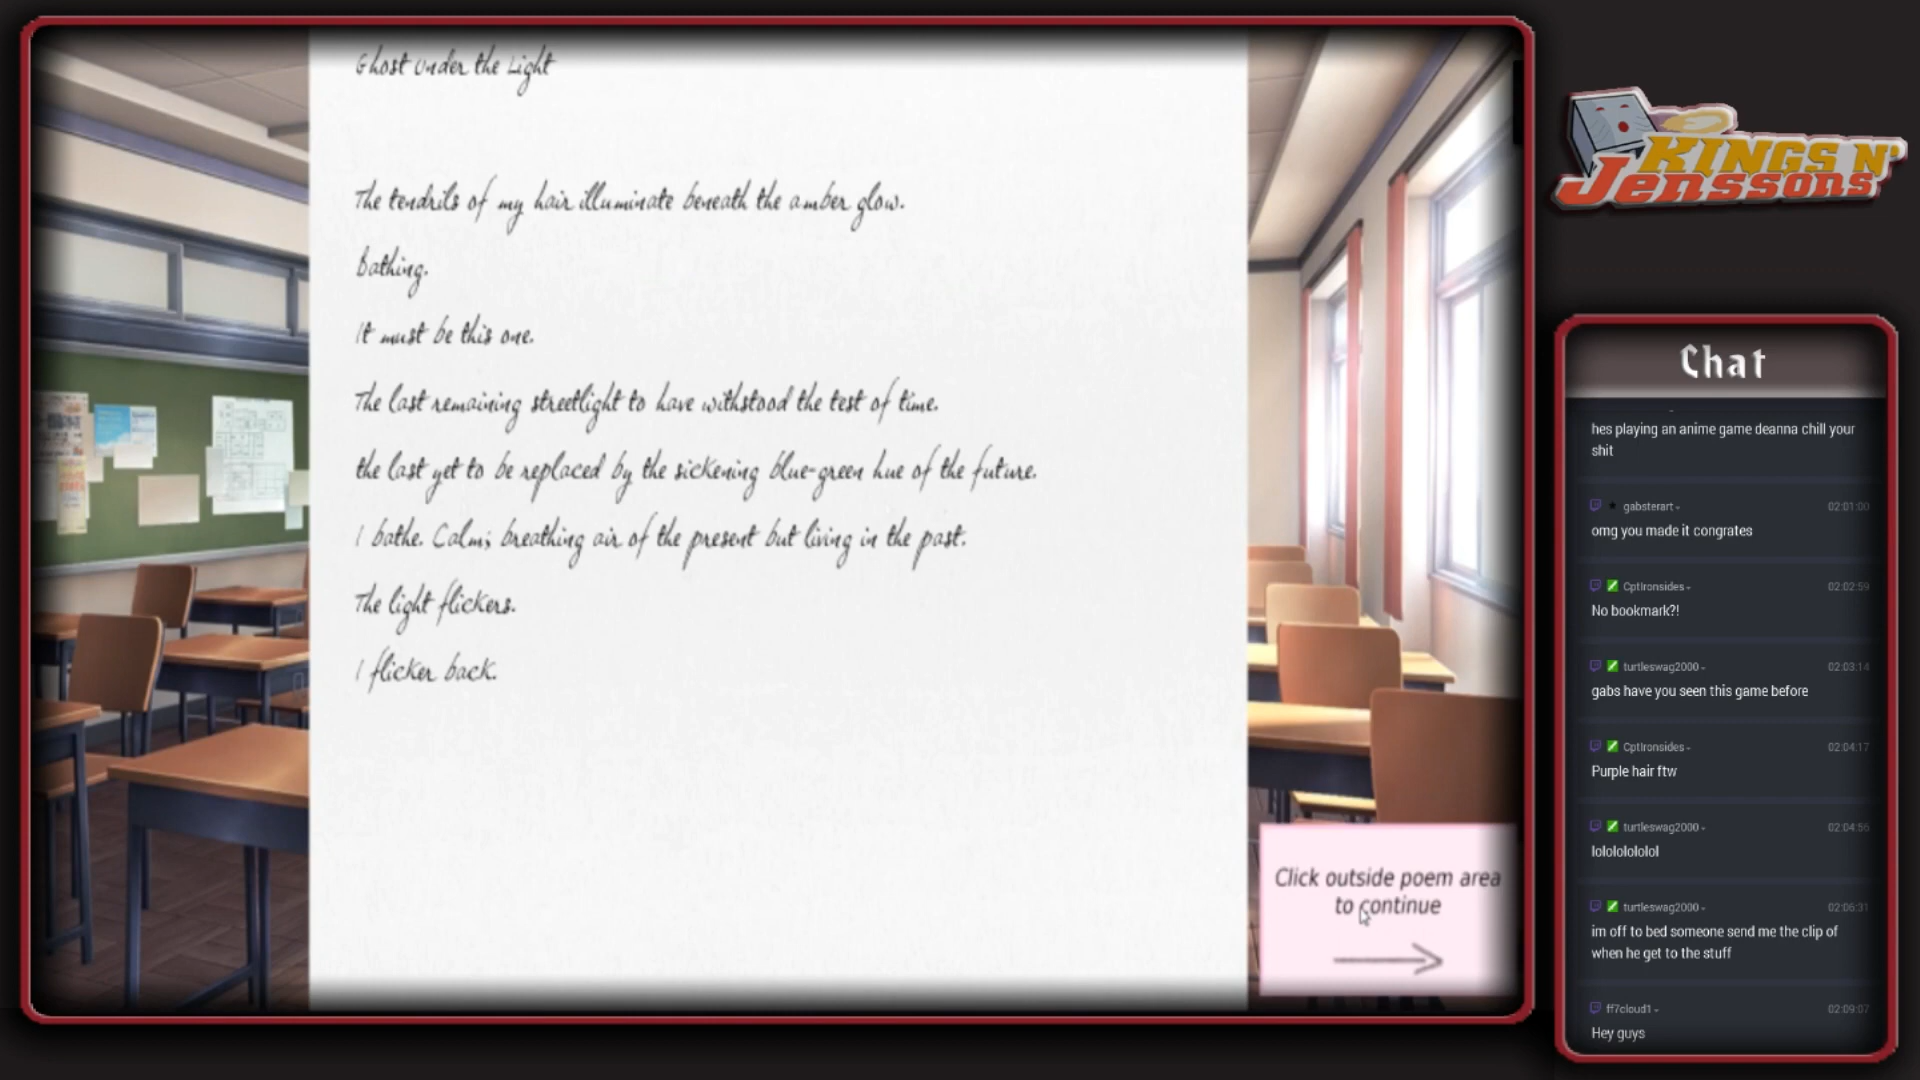 Ghost Under the Light
The tendrils of my hair illuminate beneath the amber glow.
Bathing.
It must be this one.
The last remaining streetlight to have withstood the test of time.
the last yet to be replaced by the sickening blue-green hue of the future.
I bathe. Calm; breathing air of the present but living in the past.
The light flickers.
I flicker back.
Click outside poem area
to continue
KINGS N'
Jenssons
Chat
hes playing an anime game deanna chill your
shit
gabsterart 02:01:00
omg you made it congrates
CptIronsides 02:02:59
No bookmark?!
turtleswag2000 02:03:14
gabs have you seen this game before
CptIronsides 02:04:17
Purple hair ftw
turtleswag2000 02:04:56
lolololololol
turtleswag2000 02:06:31
im off to bed someone send me the clip of
when he get to the stuff
ff7cloud1 02:09:07
Hey guys